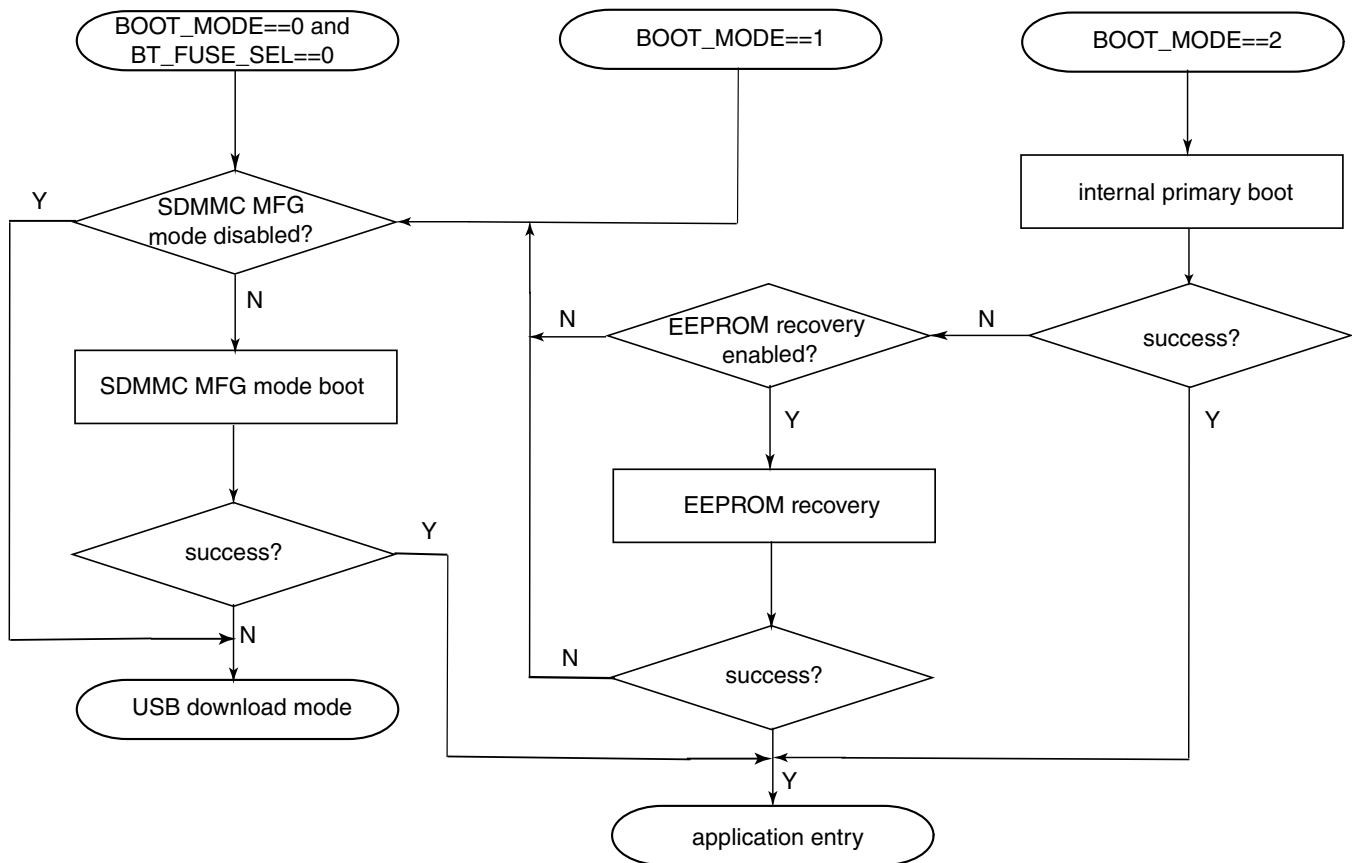 BOOT_MODE==0 and
BT_FUSE_SEL==0
BOOT_MODE==1
BOOT_MODE==2
Y
SDMMC MFG
mode disabled?
internal primary boot
N
N
EEPROM recovery
enabled?
N
success?
SDMMC MFG mode boot
Y
Y
EEPROM recovery
Y
success?
N
N
success?
USB download mode
Y
application entry